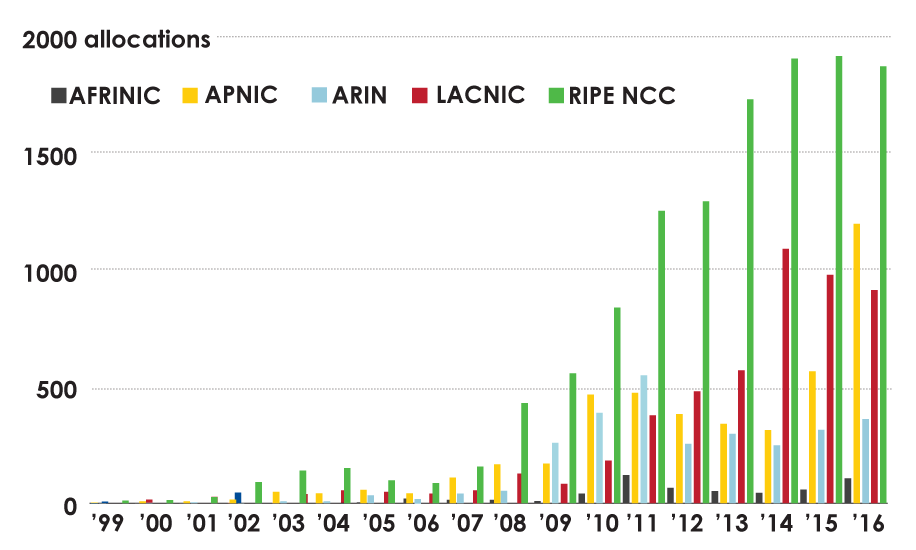 2000 allocations
AFRINIC APNIC ARIN LACNIC RIPE NCC
1500
1000
500
0
’99 ’00 ’01 ’02 ’03 ’04 ’05 ’06 ’07 ’08 ’09 ’10 ’11 ’12 ’13 ’14 ’15 ’16